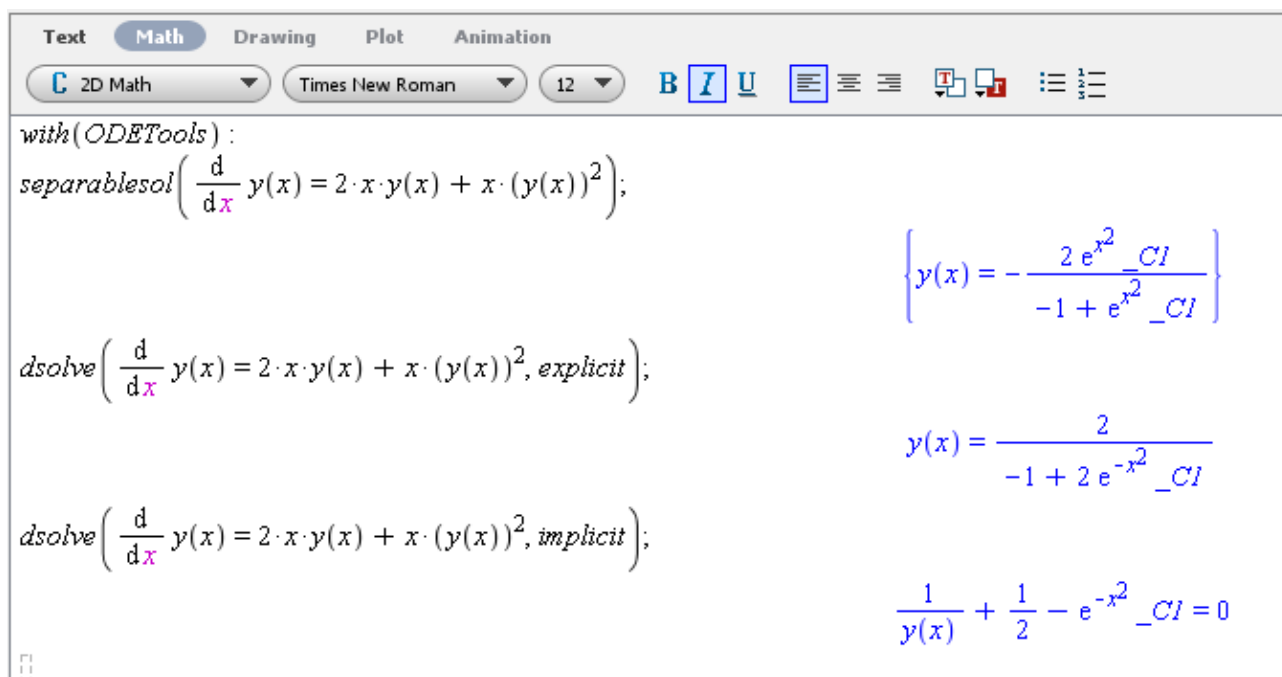 Text Math Drawing Plot Animation
C 2D Math Times New Roman 12 B I U
with(ODETools) :
separablesol( d/dx y(x) = 2·x·y(x) + x·(y(x))^2 );
{ y(x) = - (2 e^(x^2) _C1) / (-1 + e^(x^2) _C1) }
dsolve( d/dx y(x) = 2·x·y(x) + x·(y(x))^2, explicit );
y(x) = 2 / (-1 + 2 e^(-x^2) _C1)
dsolve( d/dx y(x) = 2·x·y(x) + x·(y(x))^2, implicit );
1/y(x) + 1/2 - e^(-x^2) _C1 = 0